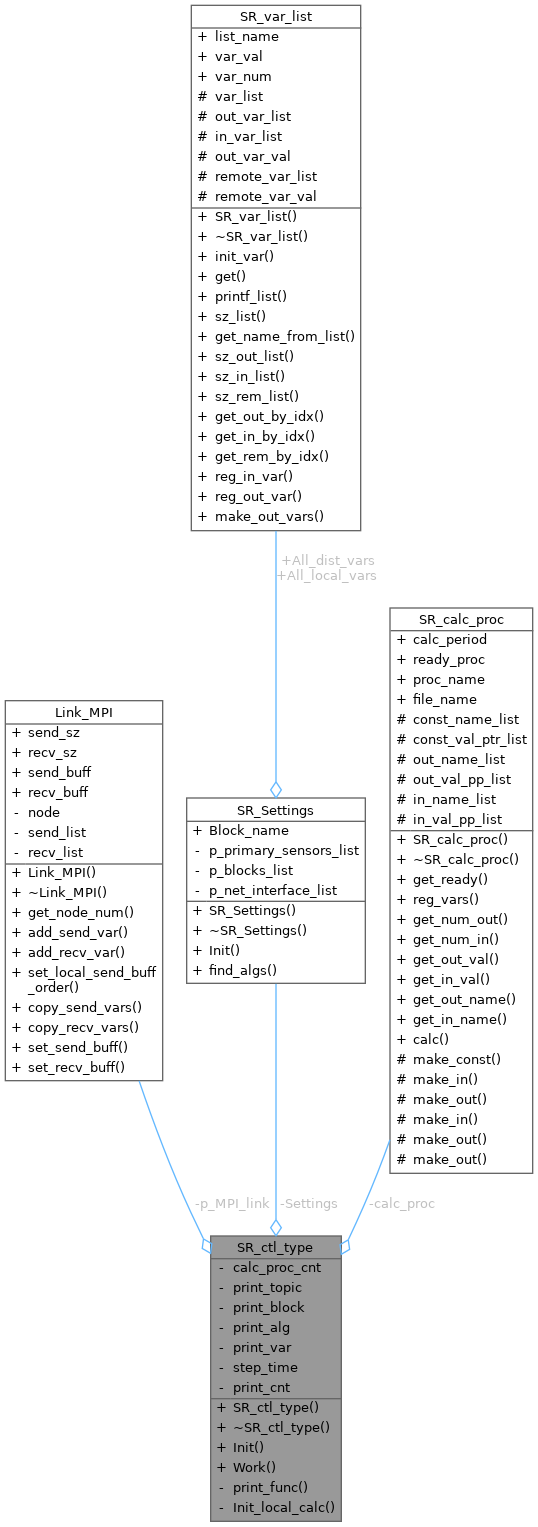 SR_var_list
+ list_name
+ var_val
+ var_num
# var_list
# out_var_list
# in_var_list
# out_var_val
# remote_var_list
# remote_var_val
+ SR_var_list()
+ ~SR_var_list()
+ init_var()
+ get()
+ printf_list()
+ sz_list()
+ get_name_from_list()
+ sz_out_list()
+ sz_in_list()
+ sz_rem_list()
+ get_out_by_idx()
+ get_in_by_idx()
+ get_rem_by_idx()
+ reg_in_var()
+ reg_out_var()
+ make_out_vars()
+All_dist_vars
+All_local_vars
SR_calc_proc
+ calc_period
+ ready_proc
+ proc_name
+ file_name
# const_name_list
# const_val_ptr_list
# out_name_list
# out_val_pp_list
# in_name_list
# in_val_pp_list
+ SR_calc_proc()
+ ~SR_calc_proc()
+ get_ready()
+ reg_vars()
+ get_num_out()
+ get_num_in()
+ get_out_val()
+ get_in_val()
+ get_out_name()
+ get_in_name()
+ calc()
# make_const()
# make_in()
# make_out()
# make_in()
# make_out()
# make_out()
Link_MPI
+ send_sz
+ recv_sz
+ send_buff
+ recv_buff
- node
- send_list
- recv_list
+ Link_MPI()
+ ~Link_MPI()
+ get_node_num()
+ add_send_var()
+ add_recv_var()
+ set_local_send_buff
_order()
+ copy_send_vars()
+ copy_recv_vars()
+ set_send_buff()
+ set_recv_buff()
SR_Settings
+ Block_name
- p_primary_sensors_list
- p_blocks_list
- p_net_interface_list
+ SR_Settings()
+ ~SR_Settings()
+ Init()
+ find_algs()
-p_MPI_link
-Settings
-calc_proc
SR_ctl_type
- calc_proc_cnt
- print_topic
- print_block
- print_alg
- print_var
- step_time
- print_cnt
+ SR_ctl_type()
+ ~SR_ctl_type()
+ Init()
+ Work()
- print_func()
- Init_local_calc()